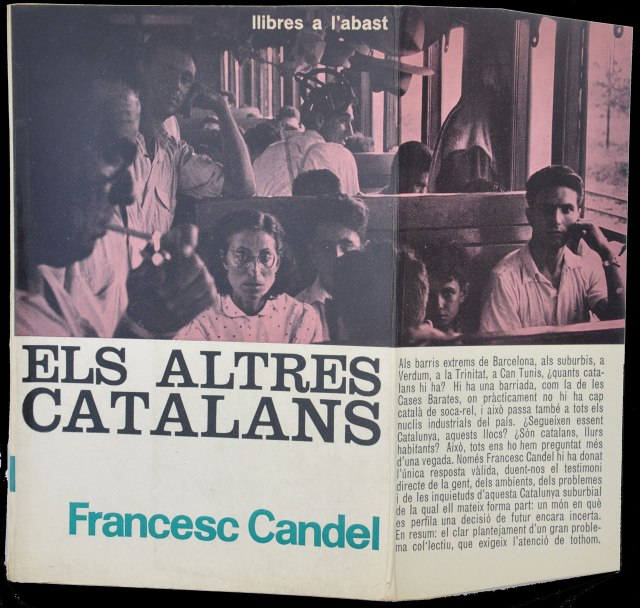 llibres a l'abast
ELS ALTRES
CATALANS
Francesc Candel
Als barris extrems de Barcelona, als suburbis, a
Verdum, a la Trinitat, a Can Tunis, ¿quants cata-
lans hi ha? Hi ha una barriada, com la de les
Cases Barates, on pràcticament no hi ha cap
català de soca-rel, i això passa també a tots els
nuclis industrials del país. ¿Segueixen essent
Catalunya, aquests llocs? ¿Són catalans, llurs
habitants? Això, tots ens ho hem preguntat més
d'una vegada. Només Francesc Candel hi ha donat
l'única resposta vàlida, duent-nos el testimoni
directe de la gent, dels ambients, dels problemes
i de les inquietuds d'aquesta Catalunya suburbial
de la qual ell mateix forma part: un món en què
es perfila una decisió de futur encara incerta.
En resum: el clar plantejament d'un gran proble-
ma col·lectiu, que exigeix l'atenció de tothom.